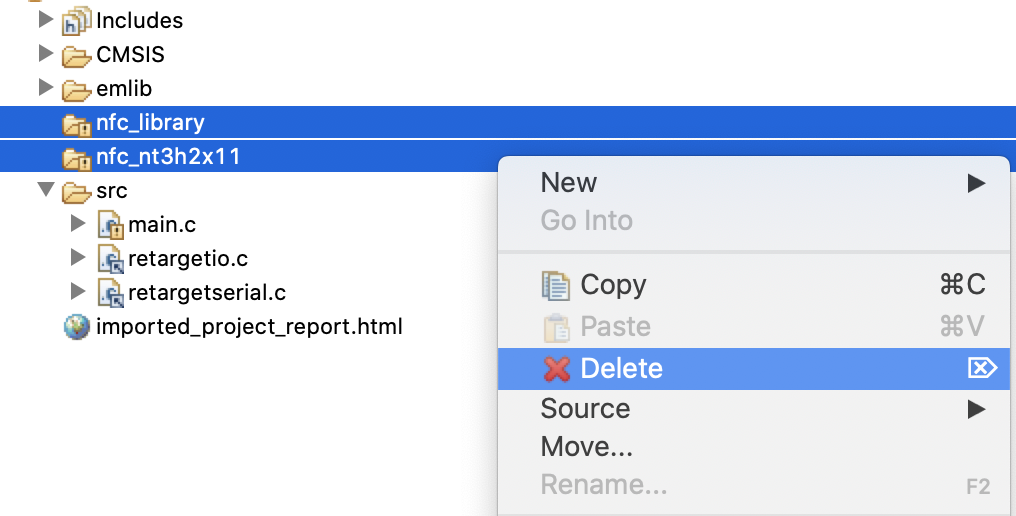 Includes
CMSIS
emlib
nfc_library
nfc_nt3h2x11
src
main.c
retargetio.c
retargetserial.c
imported_project_report.html
New
Go Into
Copy ⌘C
Paste ⌘V
Delete ⌦
Source
Move...
Rename... F2